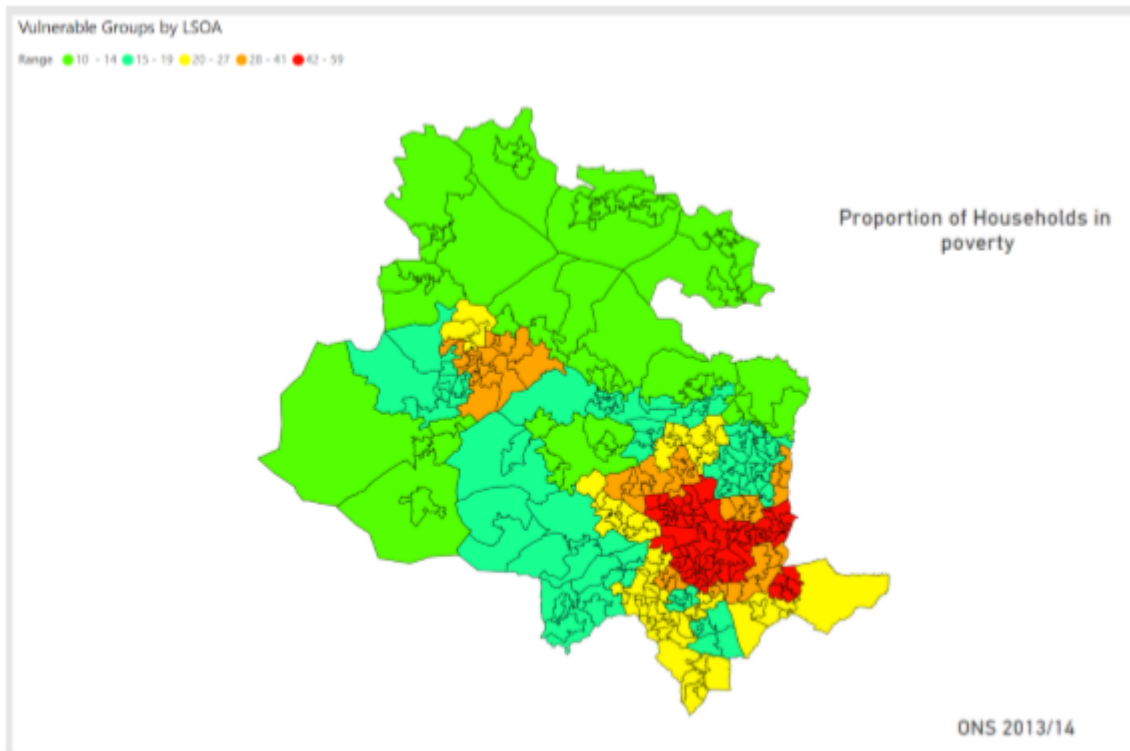 Vulnerable Groups by LSOA
Range 10 - 14 15 - 19 20 - 27 28 - 41 42 - 59
Proportion of Households in
poverty
ONS 2013/14